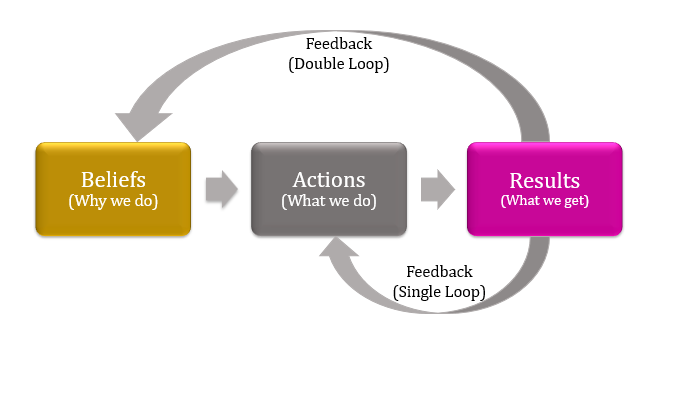 Feedback
(Double Loop)
Beliefs
(Why we do)
Actions
(What we do)
Results
(What we get)
Feedback
(Single Loop)